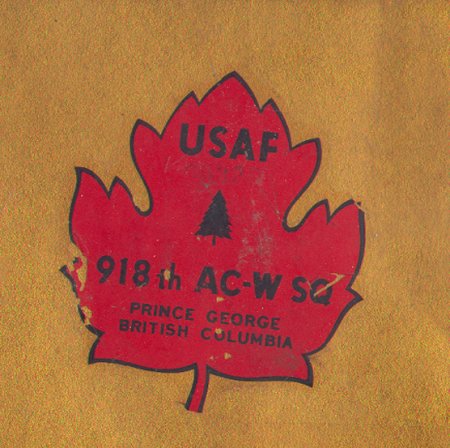 USAF
918th AC-W SQ
PRINCE GEORGE
BRITISH COLUMBIA